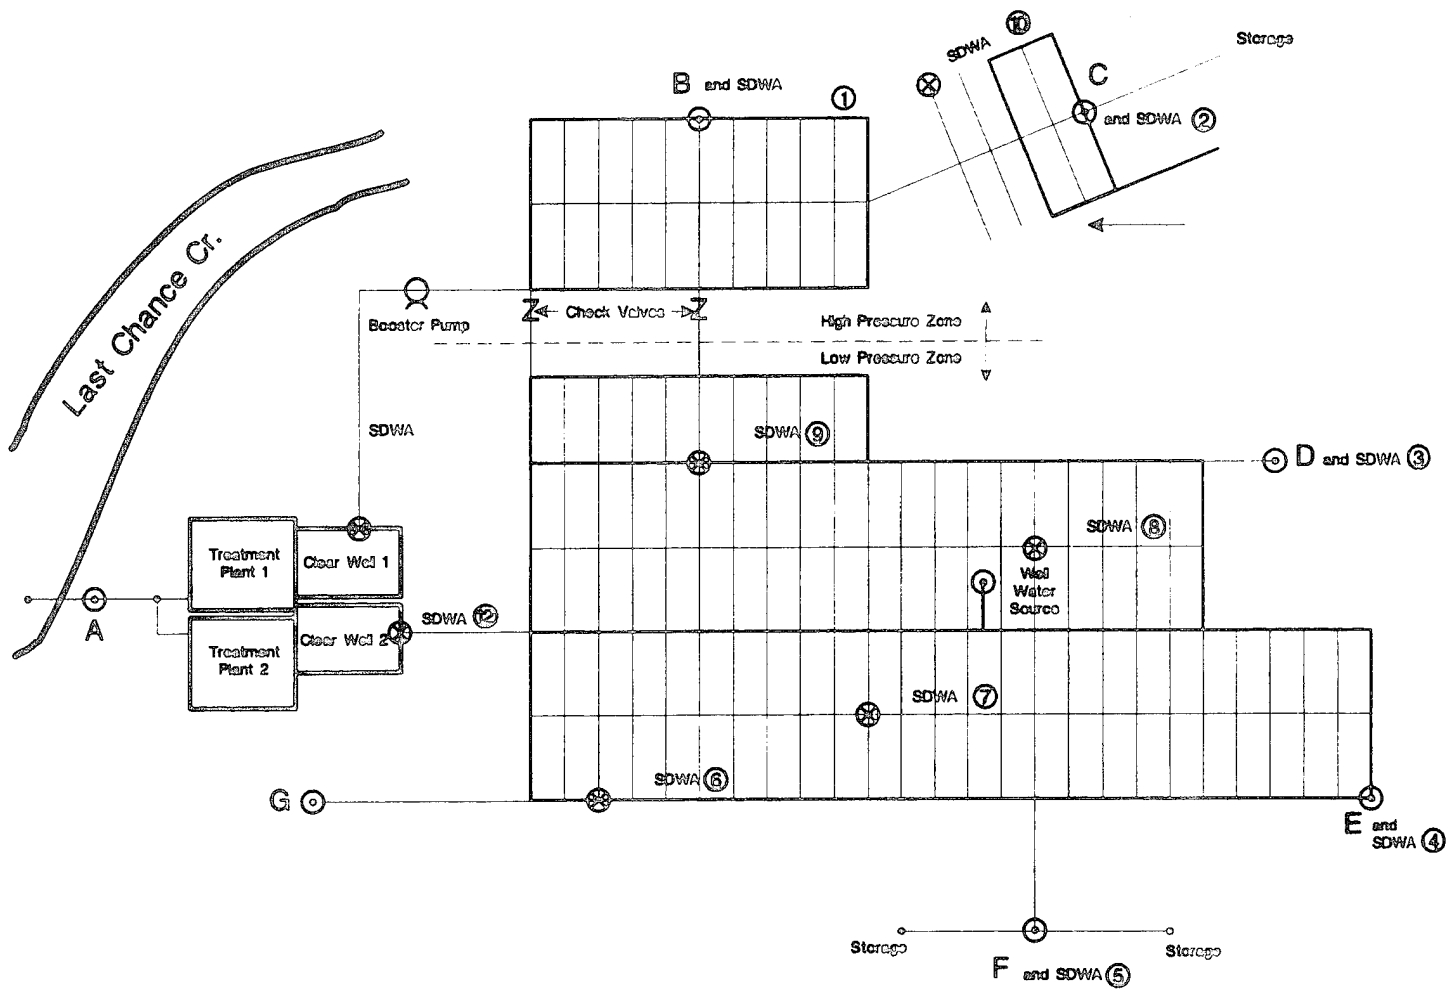 10
SDWA
Storage
C
and SDWA 2
B and SDWA
1
Last Chance Cr.
Booster Pump
Z Check Valves Z
High Pressure Zone
Low Pressure Zone
SDWA
SDWA 9
D and SDWA 3
SDWA 8
Treatment
Plant 1
Clear Well 1
Well
Water
Source
A
SDWA 12
Clear Well 2
Treatment
Plant 2
SDWA 7
SDWA 6
G
E and
SDWA 4
Storage
Storage
F and SDWA 5